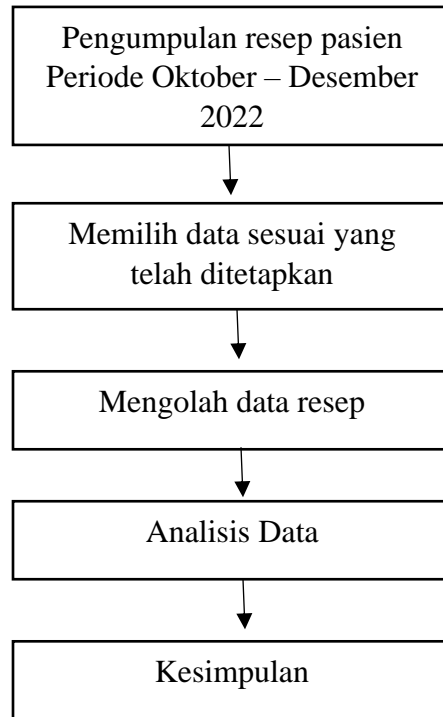 Pengumpulan resep pasien
Periode Oktober – Desember
2022
Memilih data sesuai yang
telah ditetapkan
Mengolah data resep
Analisis Data
Kesimpulan